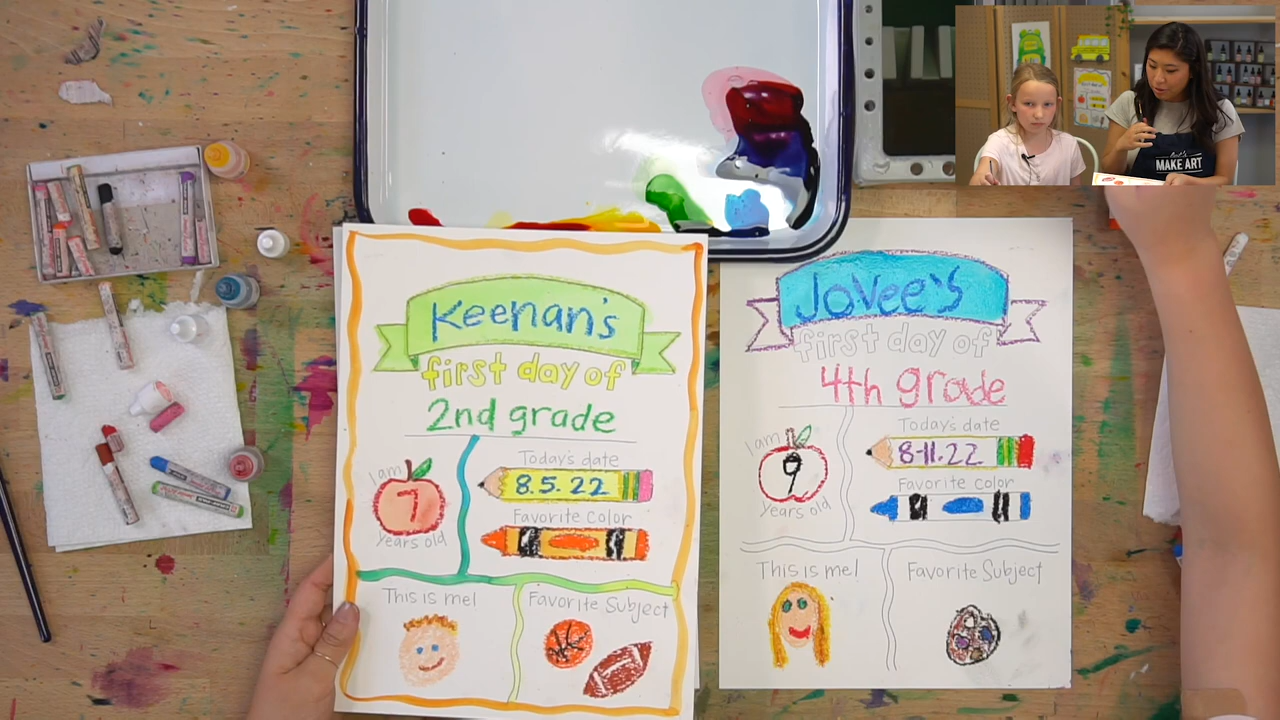 MAKE ART
Keenan's
first day of
2nd grade
I am
7
years old
Today's date
8.5.22
Favorite Color
This is me!
Favorite Subject
JoVee's
first day of
4th grade
I am
9
years old
Today's date
8-11.22
Favorite Color
This is me!
Favorite Subject